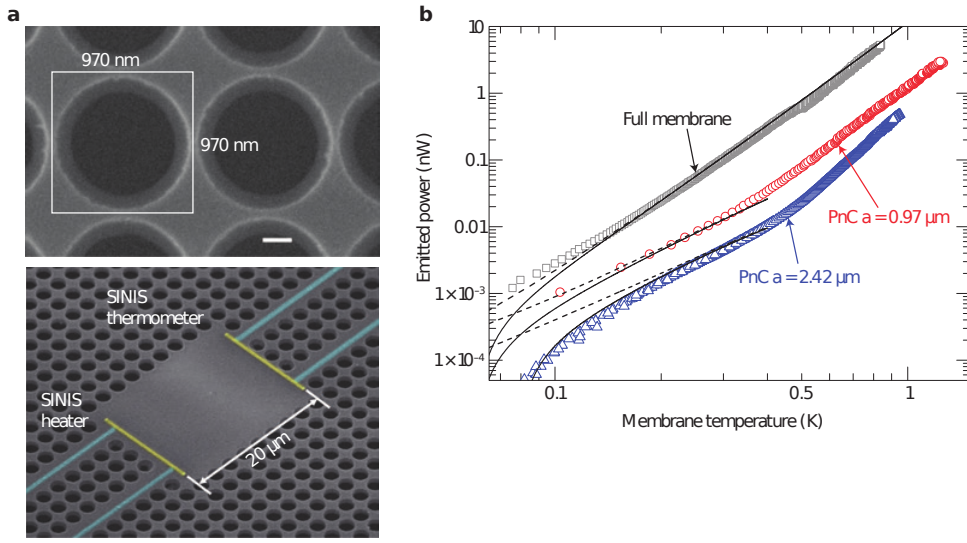 a
970 nm
970 nm
SINIS
thermometer
SINIS
heater
20 μm
b
Emitted power (nW)
10
1
0.1
0.01
1×10⁻³
1×10⁻⁴
Full membrane
PnC a = 0.97 μm
PnC a = 2.42 μm
0.1
0.5
1
Membrane temperature (K)